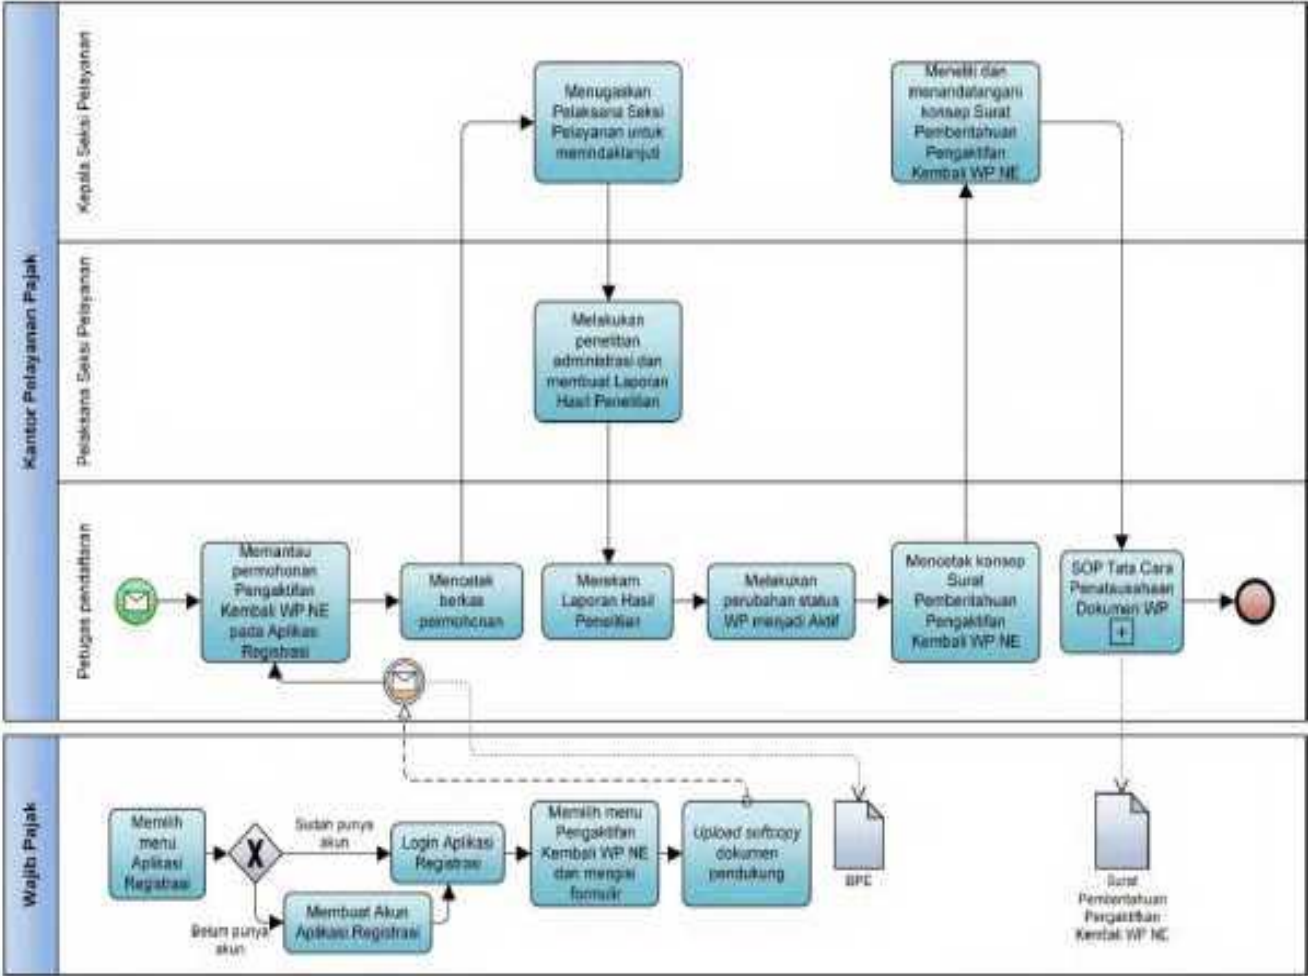 Kantor Pelayanan Pajak
Kepala Seksi Pelayanan
Menugaskan
Pelaksana Seksi
Pelayanan untuk
menindaklanjuti
Meneliti dan
menandatangani
konsep Surat
Pemberitahuan
Pengaktifan
Kembali WP NE
Pelaksana Seksi Pelayanan
Melakukan
penelitian
administrasi dan
membuat Laporan
Hasil Penelitian
Petugas pendaftaran
Memantau
permohonan
Pengaktifan
Kembali WP NE
pada Aplikasi
Registrasi
Mencetak
berkas
permohonan
Merekam
Laporan Hasil
Penelitian
Melakukan
perubahan status
WP menjadi Aktif
Mencetak konsep
Surat
Pemberitahuan
Pengaktifan
Kembali WP NE
SOP Tata Cara
Penatausahaan
Dokumen WP
Wajib Pajak
Memilih
menu
Aplikasi
Registrasi
Sudah punya
akun
Belum punya
akun
Login Aplikasi
Registrasi
Membuat Akun
Aplikasi Registrasi
Memilih menu
Pengaktifan
Kembali WP NE
dan mengisi
formulir
Upload softcopy
dokumen
pendukung
BPE
Surat
Pemberitahuan
Pengaktifkan
Kembali WP NE